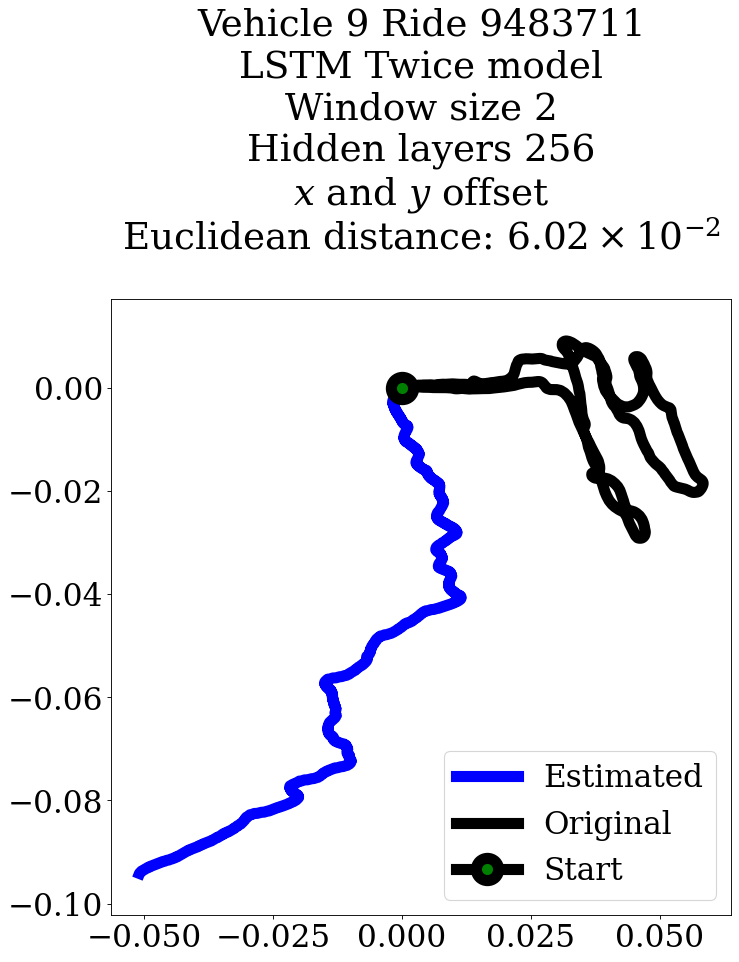 Vehicle 9 Ride 9483711
LSTM Twice model
Window size 2
Hidden layers 256
x and y offset
Euclidean distance: 6.02 × 10⁻²
0.00
−0.02
−0.04
−0.06
−0.08
−0.10
−0.050 −0.025 0.000 0.025 0.050
Estimated
Original
Start